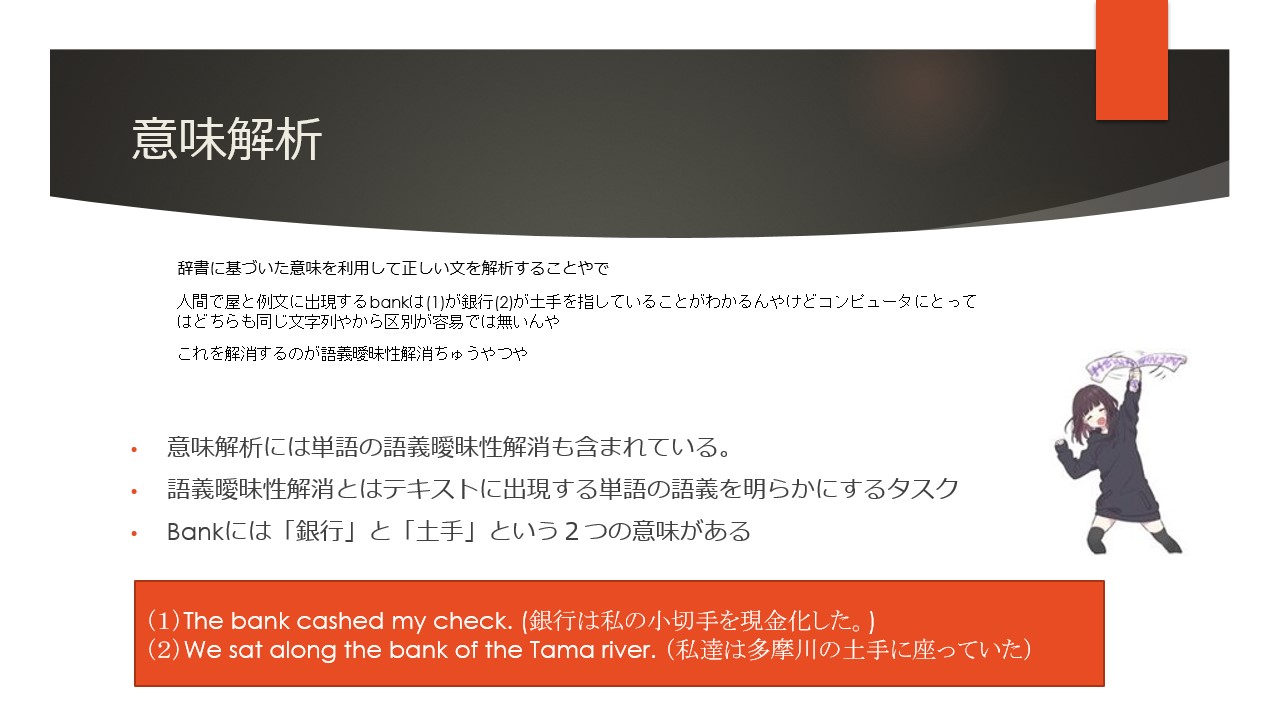 意味解析
辞書に基づいた意味を利用して正しい文を解析することやで
人間で屋と例文に出現するbankは(1)が銀行(2)が土手を指していることがわかるんやけどコンピュータにとって
はどちらも同じ文字列やから区別が容易では無いんや
これを解消するのが語義曖昧性解消ちゅうやつや
• 意味解析には単語の語義曖昧性解消も含まれている。
• 語義曖昧性解消とはテキストに出現する単語の語義を明らかにするタスク
• Bankには「銀行」と「土手」という２つの意味がある
（１）The bank cashed my check. (銀行は私の小切手を現金化した。)
（２）We sat along the bank of the Tama river. （私達は多摩川の土手に座っていた）